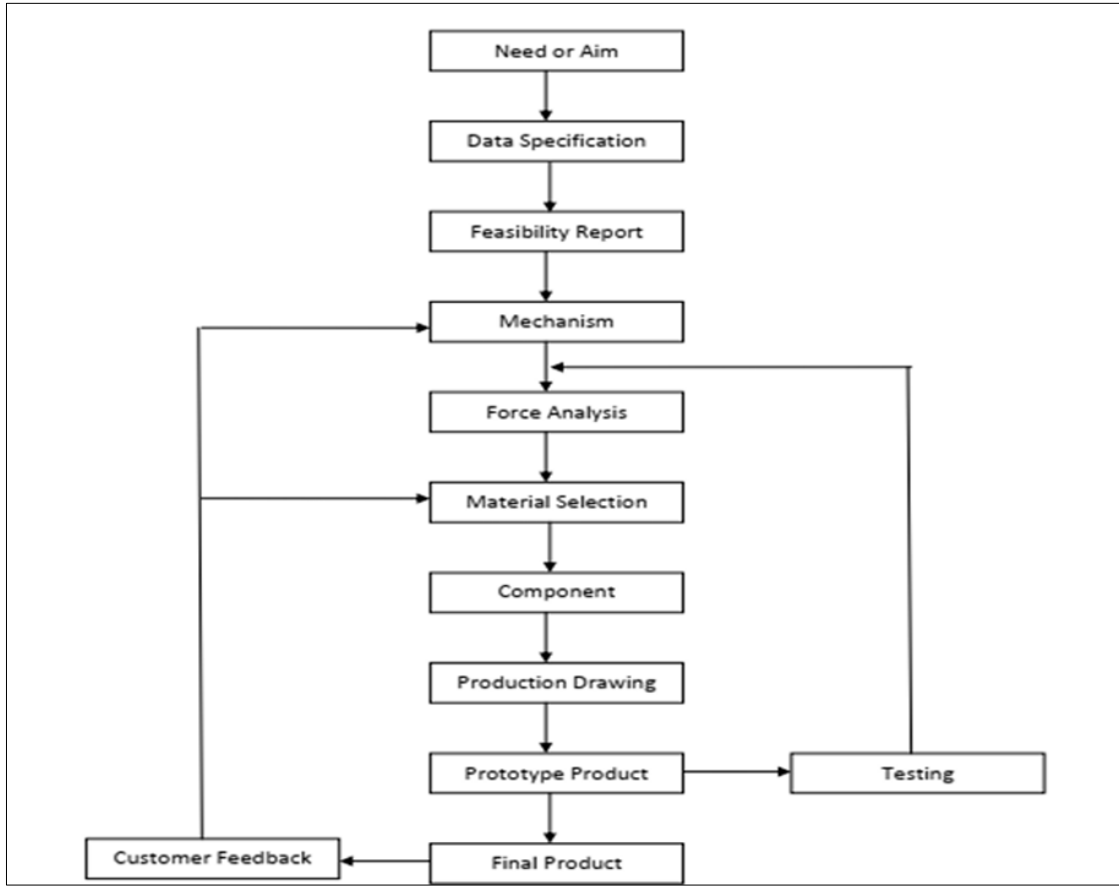 Need or Aim
Data Specification
Feasibility Report
Mechanism
Force Analysis
Material Selection
Component
Production Drawing
Prototype Product
Testing
Customer Feedback
Final Product